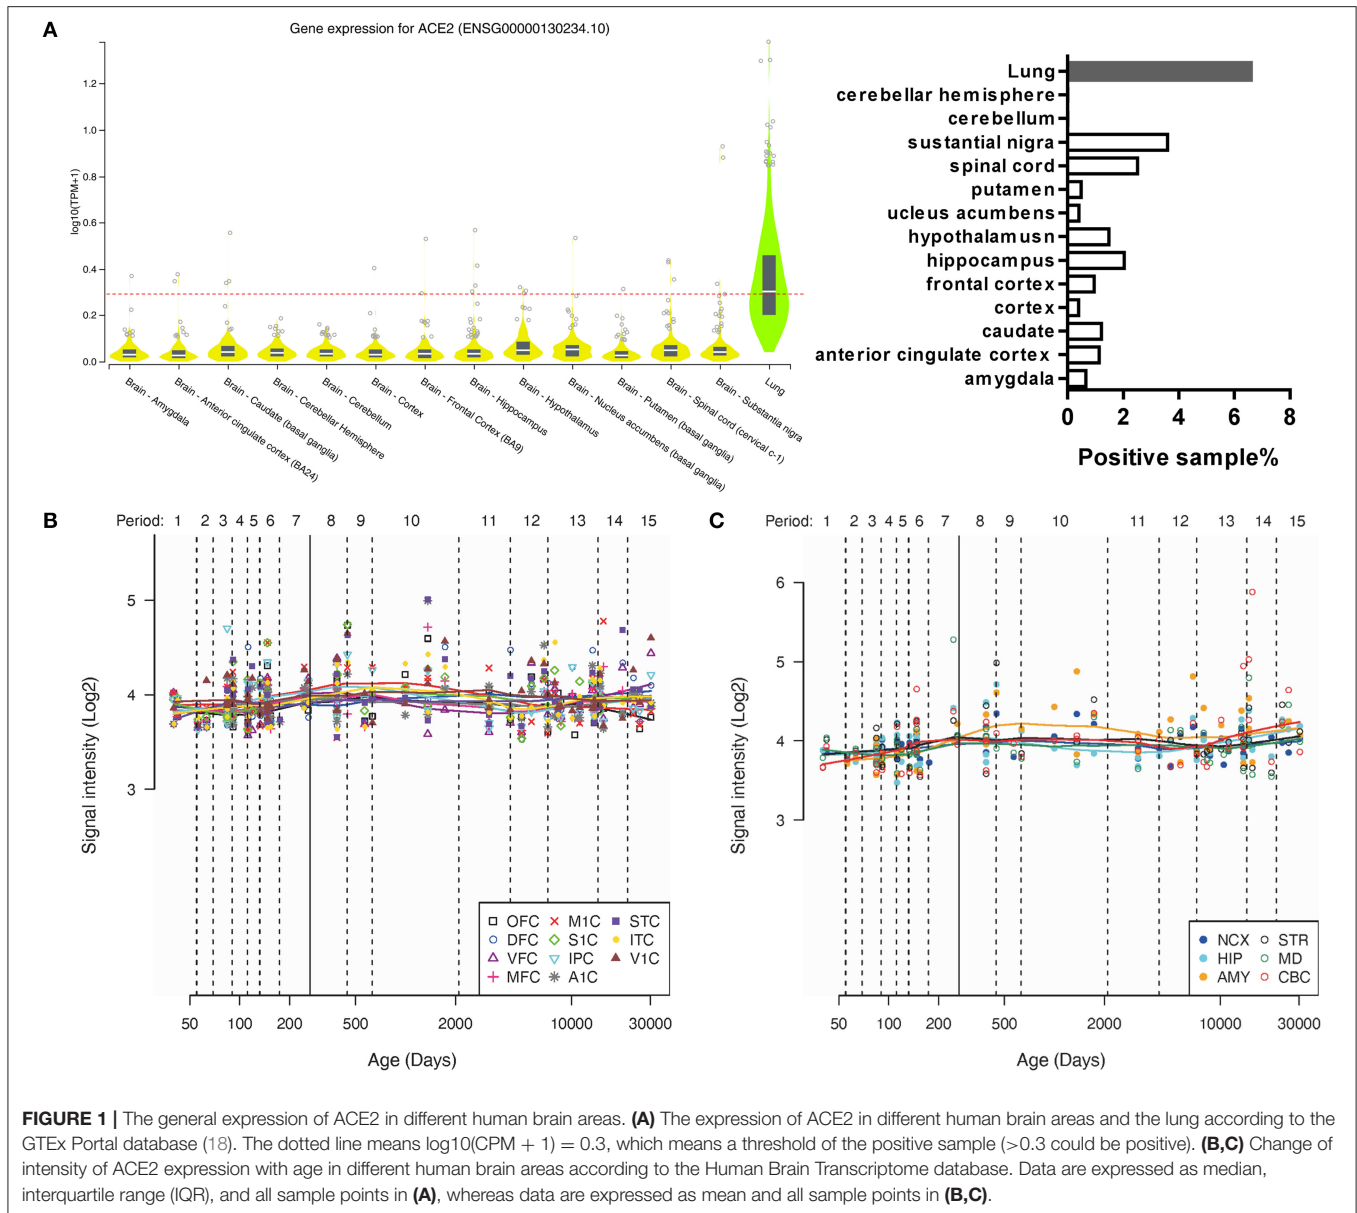 A
Gene expression for ACE2 (ENSG00000130234.10)
log10(TPM+1)
1.2
1.0
0.8
0.6
0.4
0.2
0.0
Brain - Amygdala
Brain - Anterior cingulate cortex (BA24)
Brain - Caudate (basal ganglia)
Brain - Cerebellar Hemisphere
Brain - Cerebellum
Brain - Cortex
Brain - Frontal Cortex (BA9)
Brain - Hippocampus
Brain - Hypothalamus
Brain - Nucleus accumbens (basal ganglia)
Brain - Putamen (basal ganglia)
Brain - Spinal cord (cervical c-1)
Brain - Substantia nigra
Lung
Lung
cerebellar hemisphere
cerebellum
sustantial nigra
spinal cord
putamen
ucleus acumbens
hypothalamusn
hippocampus
frontal cortex
cortex
caudate
anterior cingulate cortex
amygdala
0 2 4 6 8
Positive sample%
B
Period: 1 2 3 4 5 6 7 8 9 10 11 12 13 14 15
Signal intensity (Log2)
5
4
3
OFC M1C STC
DFC S1C ITC
VFC IPC V1C
MFC A1C
50 100 200 500 2000 10000 30000
Age (Days)
C
Period: 1 2 3 4 5 6 7 8 9 10 11 12 13 14 15
Signal intensity (Log2)
6
5
4
3
NCX STR
HIP MD
AMY CBC
50 100 200 500 2000 10000 30000
Age (Days)
FIGURE 1 | The general expression of ACE2 in different human brain areas. (A) The expression of ACE2 in different human brain areas and the lung according to the
GTEx Portal database (18). The dotted line means log10(CPM + 1) = 0.3, which means a threshold of the positive sample (>0.3 could be positive). (B,C) Change of
intensity of ACE2 expression with age in different human brain areas according to the Human Brain Transcriptome database. Data are expressed as median,
interquartile range (IQR), and all sample points in (A), whereas data are expressed as mean and all sample points in (B,C).